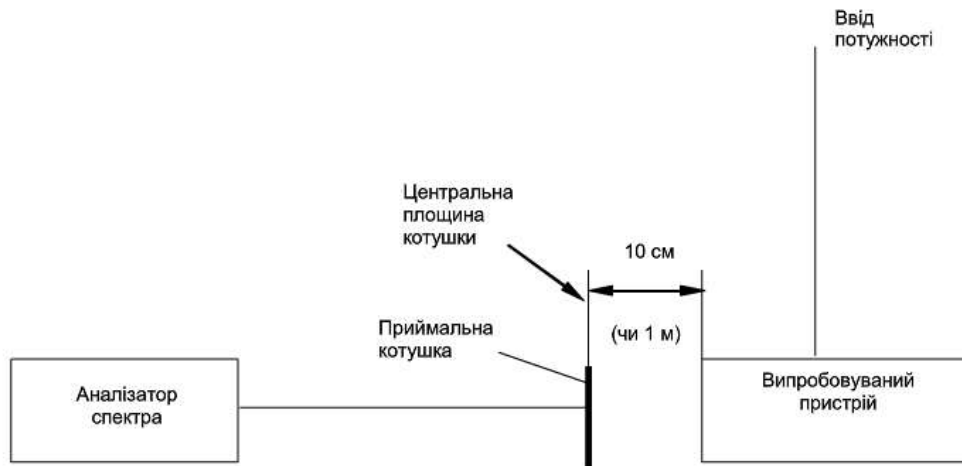 Ввід
потужності
Центральна
площина
котушки
10 см
(чи 1 м)
Приймальна
котушка
Аналізатор
спектра
Випробовуваний
пристрій